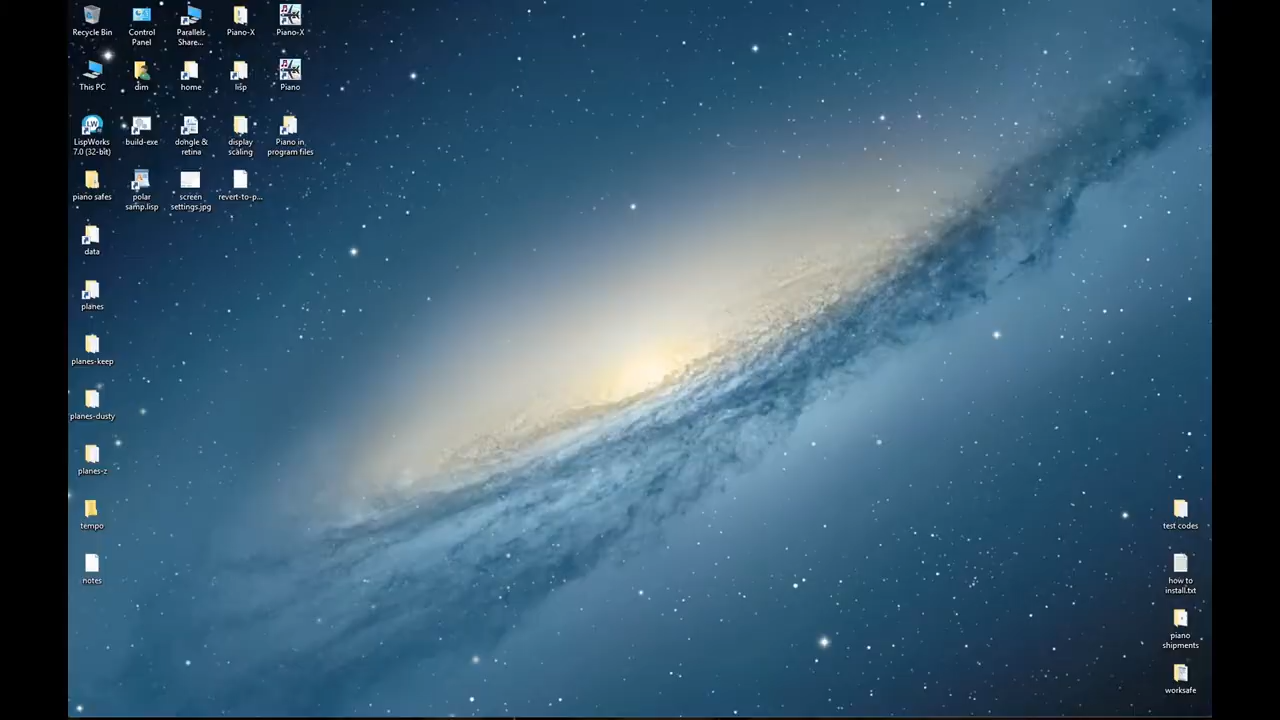 Recycle Bin
Control
Panel
Parallels
Share...
Piano-X
Piano-X
This PC
dim
home
lisp
Piano
LW
LispWorks
7.0 (32-bit)
build-exe
dongle &
retina
display
scaling
Piano in
program files
piano safes
polar
samp.lisp
screen
settings.jpg
revert-to-p...
data
planes
planes-keep
planes-dusty
planes-z
tempo
notes
test codes
how to
install.txt
piano
shipments
worksafe